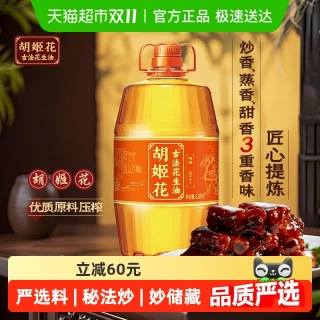 天猫超市双11 | 官方正品 极速送达
胡姬花
古法花生油
胡姬花
优质原料压榨
胡姬花
古法花生油
炒香、蒸香、甜香
3重香味
匠心提炼
立减60元
严选料 | 秘法炒 | 妙储藏
品质严选